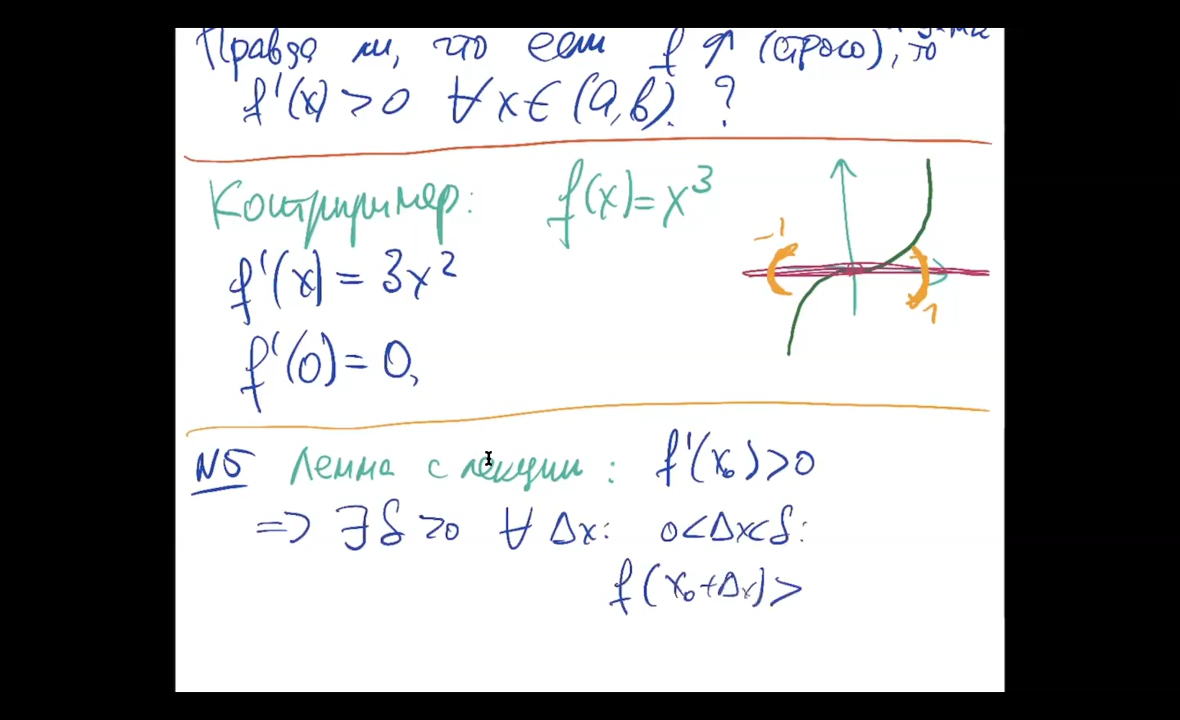 Правда ли, что если f ↑ (строго), то
f'(x) > 0 ∀ x ∈ (a, b) ?
Контрпример: f(x) = x³
-1
f'(x) = 3x²
1
f'(0) = 0,
N5 Лемма с лекции : f'(x₀) > 0
=> ∃ δ > 0 ∀ Δx: 0 < Δx < δ:
f(x₀+Δx) >